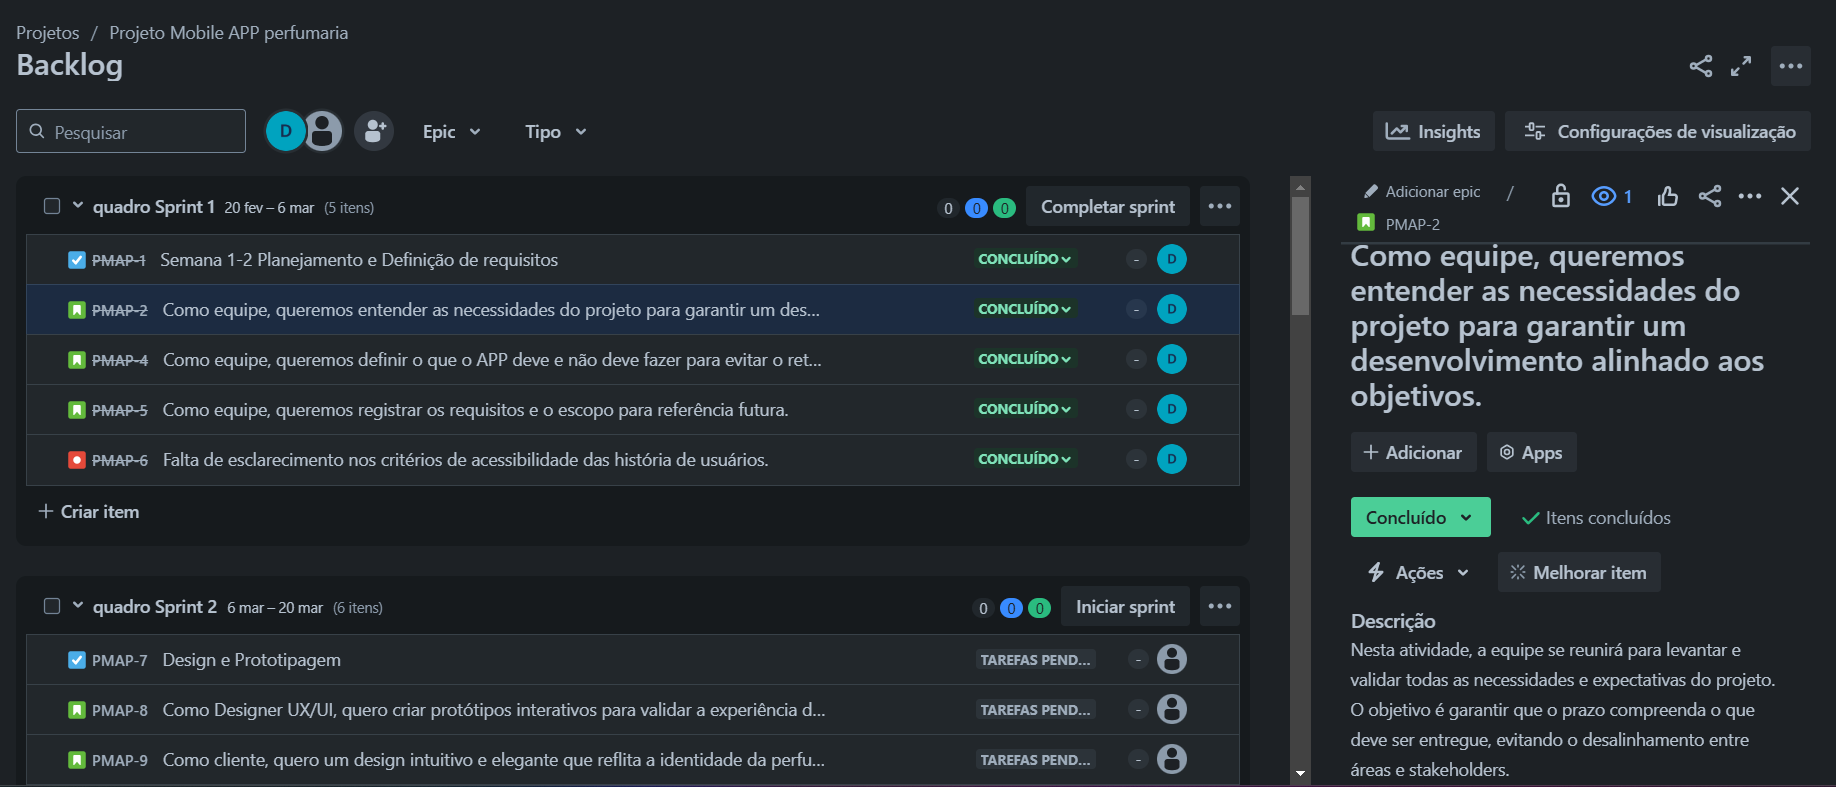 Projetos / Projeto Mobile APP perfumaria
Backlog
Pesquisar
D
Epic
Tipo
Insights
Configurações de visualização
quadro Sprint 1 20 fev – 6 mar (5 itens)
0 0 0
Completar sprint
PMAP-1 Semana 1-2 Planejamento e Definição de requisitos CONCLUÍDO - D
PMAP-2 Como equipe, queremos entender as necessidades do projeto para garantir um des... CONCLUÍDO - D
PMAP-4 Como equipe, queremos definir o que o APP deve e não deve fazer para evitar o ret... CONCLUÍDO - D
PMAP-5 Como equipe, queremos registrar os requisitos e o escopo para referência futura. CONCLUÍDO - D
PMAP-6 Falta de esclarecimento nos critérios de acessibilidade das história de usuários. CONCLUÍDO - D
+ Criar item
quadro Sprint 2 6 mar – 20 mar (6 itens)
0 0 0
Iniciar sprint
PMAP-7 Design e Prototipagem TAREFAS PEND... -
PMAP-8 Como Designer UX/UI, quero criar protótipos interativos para validar a experiência d... TAREFAS PEND... -
PMAP-9 Como cliente, quero um design intuitivo e elegante que reflita a identidade da perfu... TAREFAS PEND... -
Adicionar epic /
1
PMAP-2
Como equipe, queremos
entender as necessidades do
projeto para garantir um
desenvolvimento alinhado aos
objetivos.
+ Adicionar
Apps
Concluído
Itens concluídos
Ações
Melhorar item
Descrição
Nesta atividade, a equipe se reunirá para levantar e
validar todas as necessidades e expectativas do projeto.
O objetivo é garantir que o prazo compreenda o que
deve ser entregue, evitando o desalinhamento entre
áreas e stakeholders.